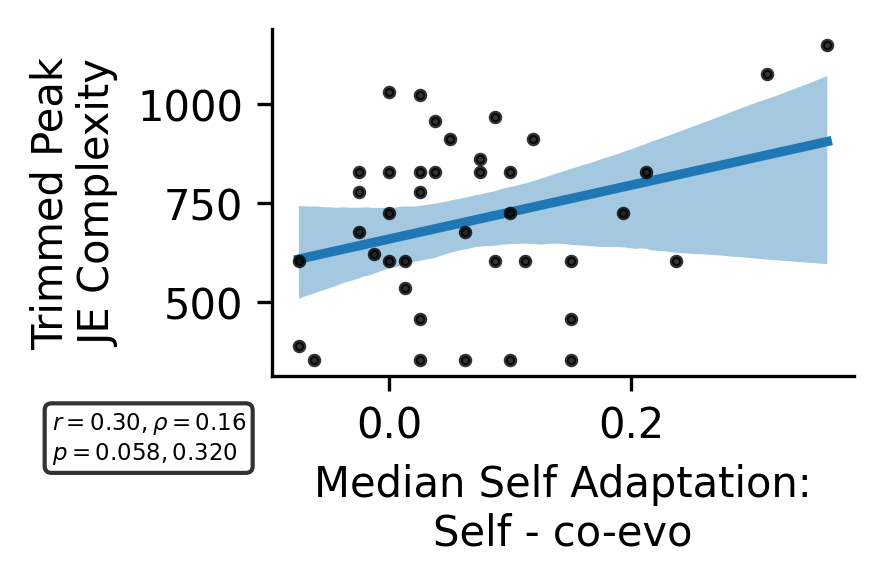 Trimmed Peak
JE Complexity
1000
750
500
0.0
0.2
r = 0.30, ρ = 0.16
p = 0.058, 0.320
Median Self Adaptation:
Self - co-evo